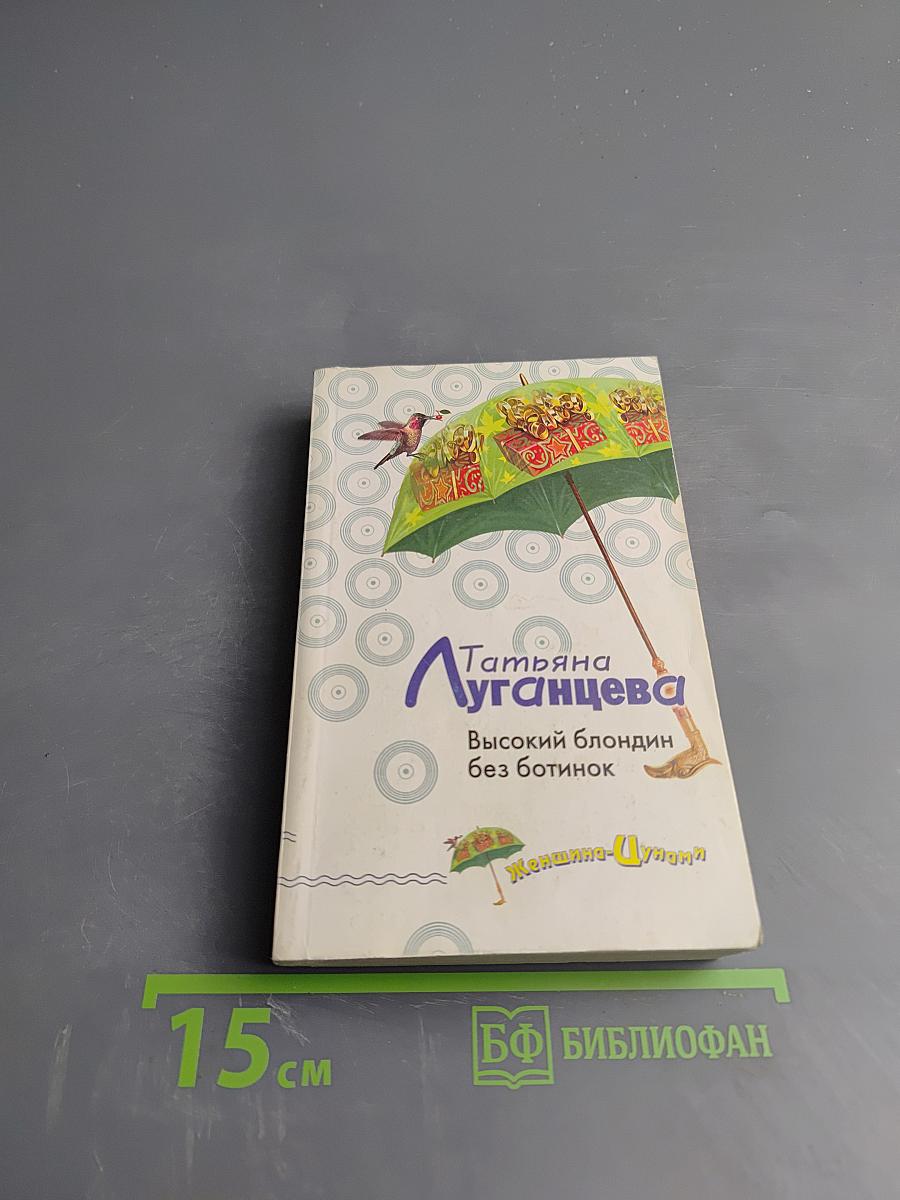 Татьяна
Луганцева
Высокий блондин
без ботинок
Женщина-Цунами
15 см
БФ БИБЛИОФАН